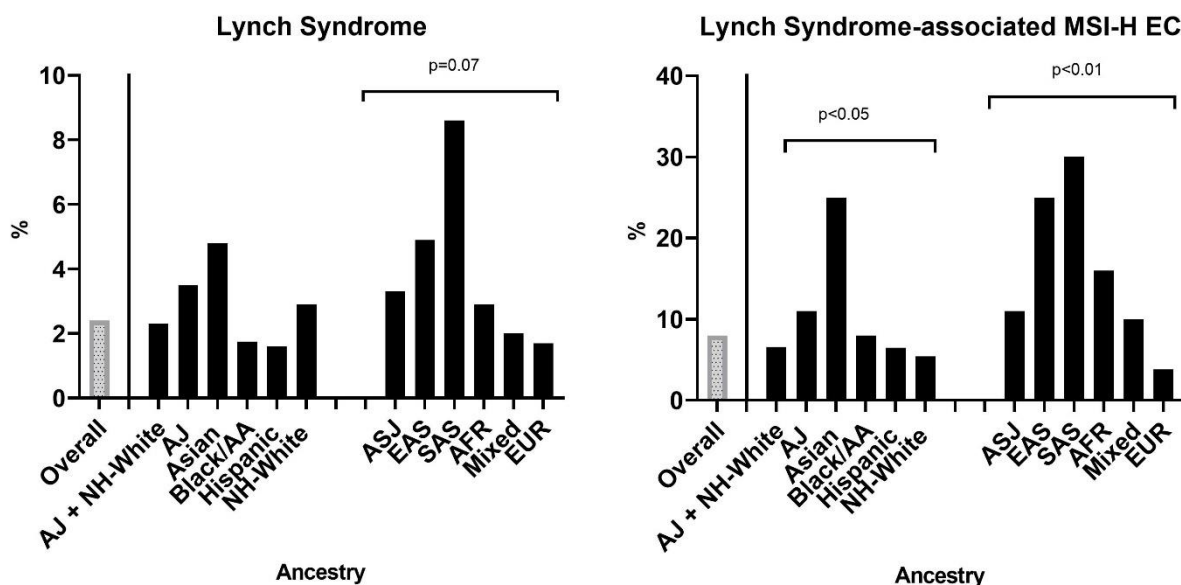 Lynch Syndrome
p=0.07
10
8
6
4
2
0
%
Overall
AJ + NH-White
AJ
Asian
Black/AA
Hispanic
NH-White
ASJ
EAS
SAS
AFR
Mixed
EUR
Ancestry
Lynch Syndrome-associated MSI-H EC
p<0.01
p<0.05
40
30
20
10
0
%
Overall
AJ + NH-White
AJ
Asian
Black/AA
Hispanic
NH-White
ASJ
EAS
SAS
AFR
Mixed
EUR
Ancestry